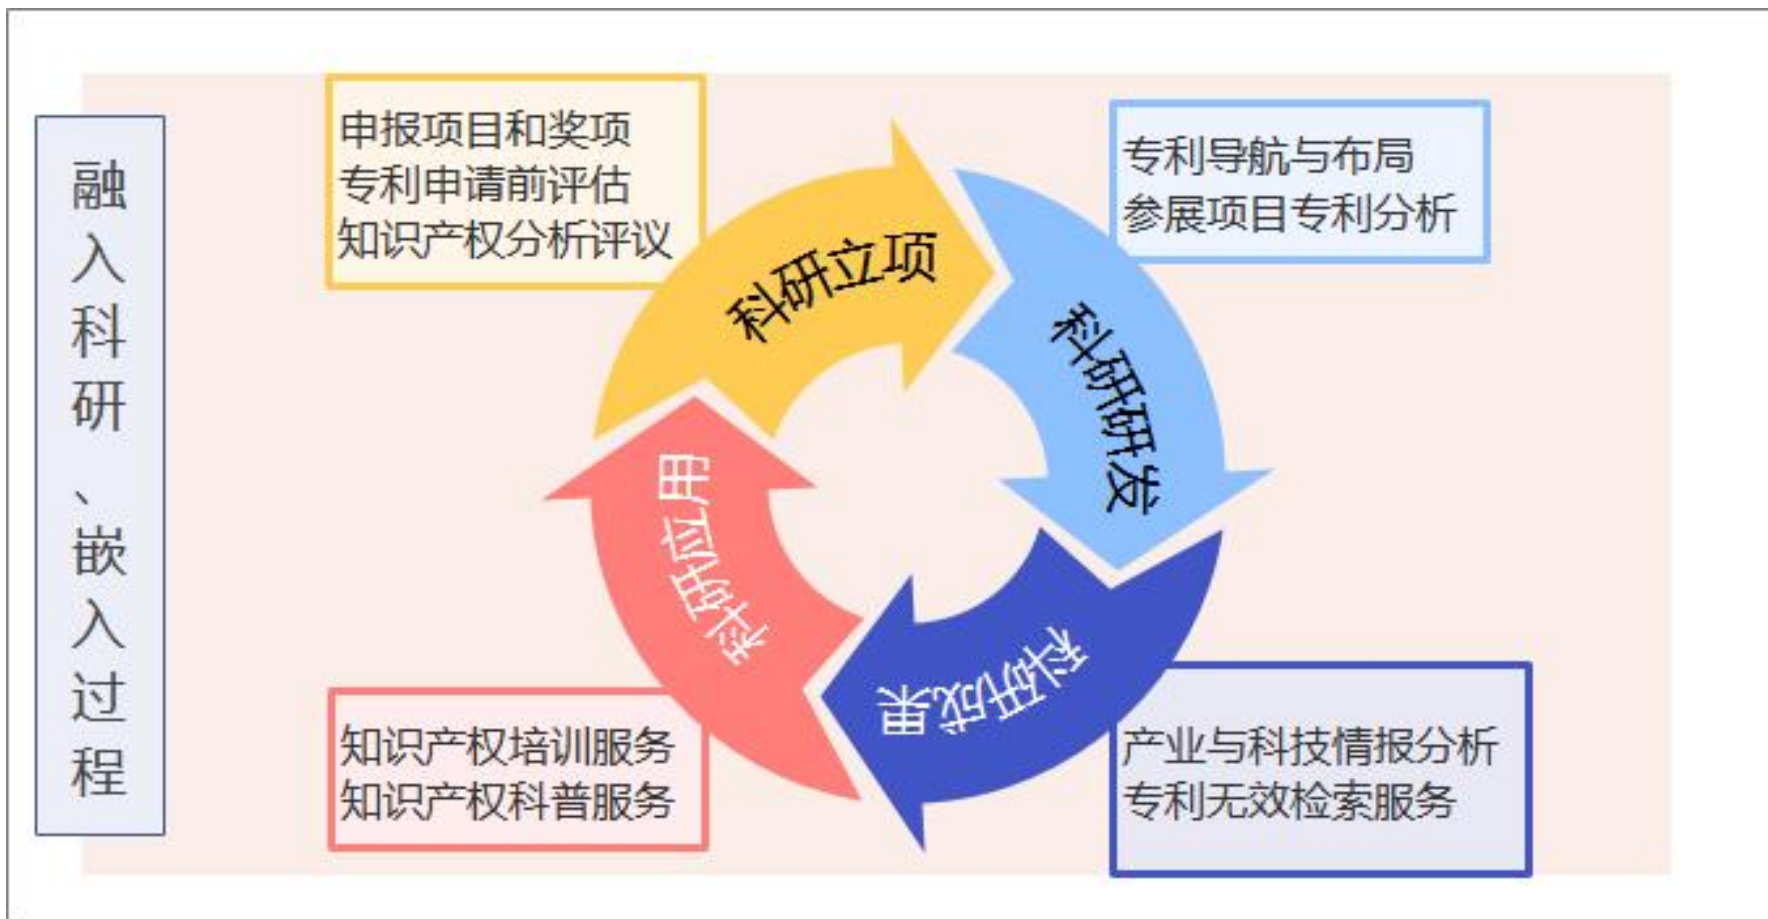 融入科研、嵌入过程
申报项目和奖项
专利申请前评估
知识产权分析评议
科研立项
专利导航与布局
参展项目专利分析
科研研发
产业与科技情报分析
专利无效检索服务
科研成果
知识产权培训服务
知识产权科普服务
科研应用